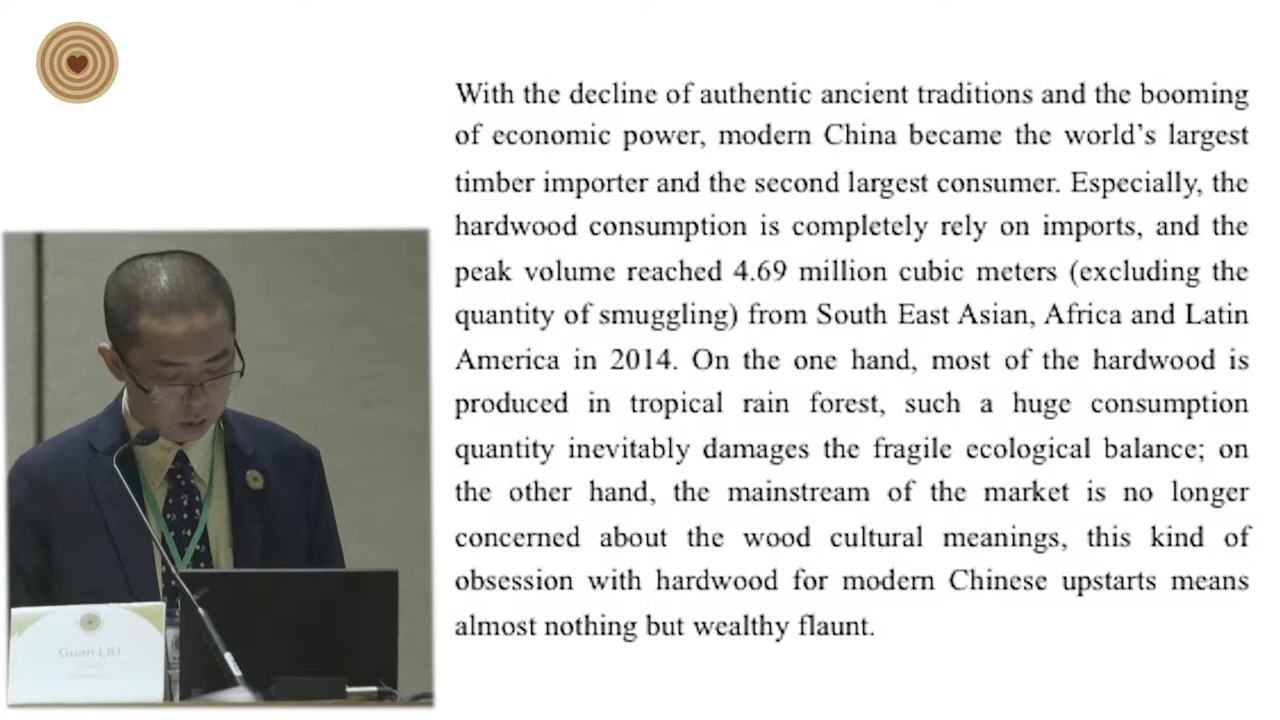 With the decline of authentic ancient traditions and the booming
of economic power, modern China became the world's largest
timber importer and the second largest consumer. Especially, the
hardwood consumption is completely rely on imports, and the
peak volume reached 4.69 million cubic meters (excluding the
quantity of smuggling) from South East Asian, Africa and Latin
America in 2014. On the one hand, most of the hardwood is
produced in tropical rain forest, such a huge consumption
quantity inevitably damages the fragile ecological balance; on
the other hand, the mainstream of the market is no longer
concerned about the wood cultural meanings, this kind of
obsession with hardwood for modern Chinese upstarts means
almost nothing but wealthy flaunt.
Guan LIU